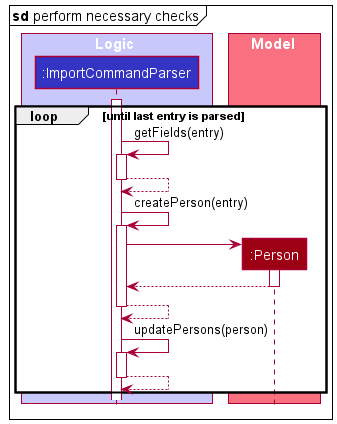 sd perform necessary checks
Logic
Model
:ImportCommandParser
loop
[until last entry is parsed]
getFields(entry)
createPerson(entry)
:Person
updatePersons(person)